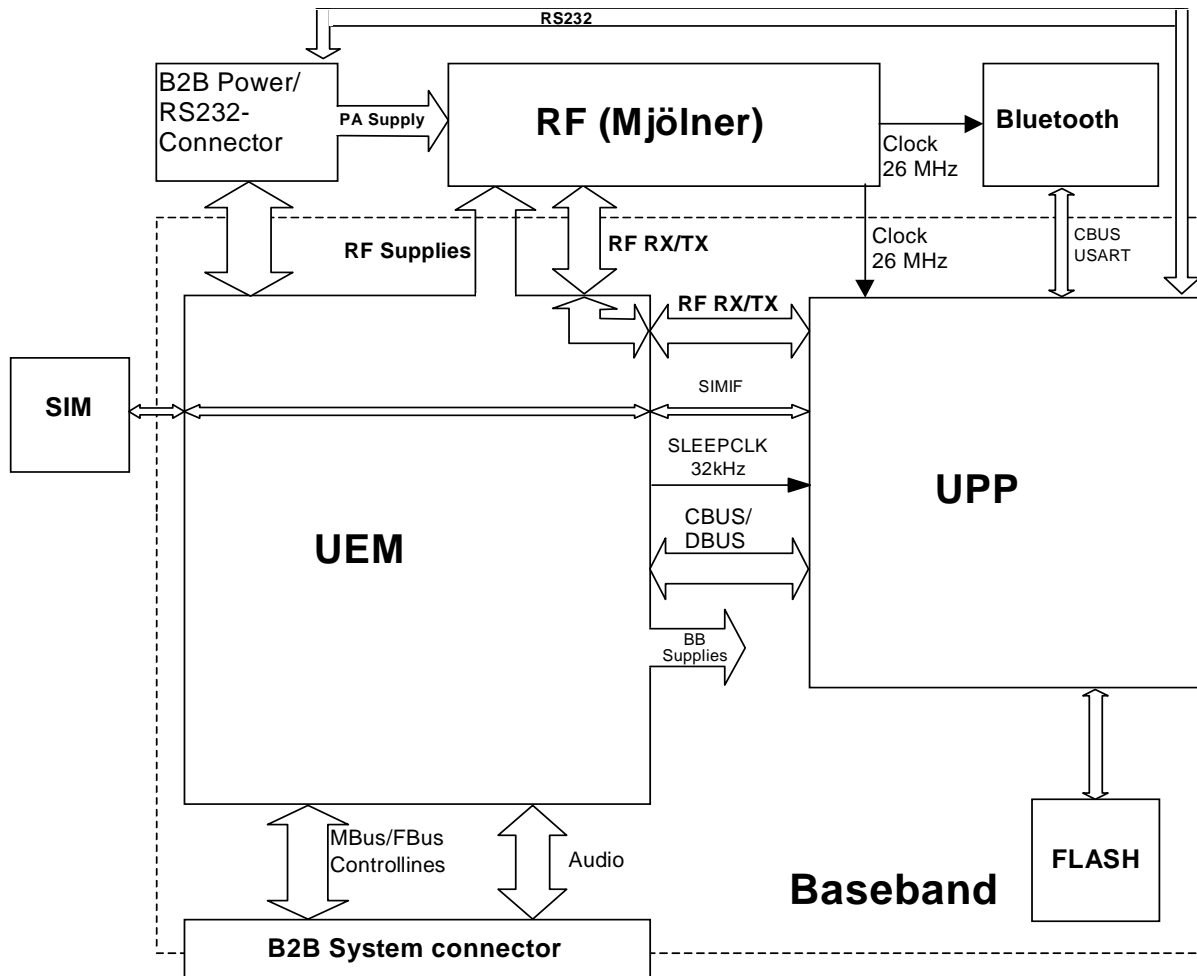 RS232
B2B Power/
RS232-
Connector
PA Supply
RF (Mjölner)
Clock
26 MHz
Bluetooth
RF Supplies
RF RX/TX
Clock
26 MHz
CBUS
USART
RF RX/TX
SIM
SIMIF
SLEEPCLK
32kHz
UPP
CBUS/
DBUS
UEM
BB
Supplies
MBus/FBus
Controllines
Audio
FLASH
Baseband
B2B System connector